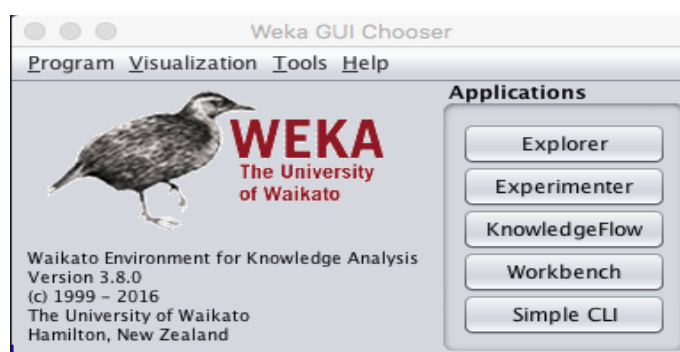 Weka GUI Chooser
Program Visualization Tools Help
Applications
WEKA
The University
of Waikato
Explorer
Experimenter
KnowledgeFlow
Workbench
Simple CLI
Waikato Environment for Knowledge Analysis
Version 3.8.0
(c) 1999 – 2016
The University of Waikato
Hamilton, New Zealand